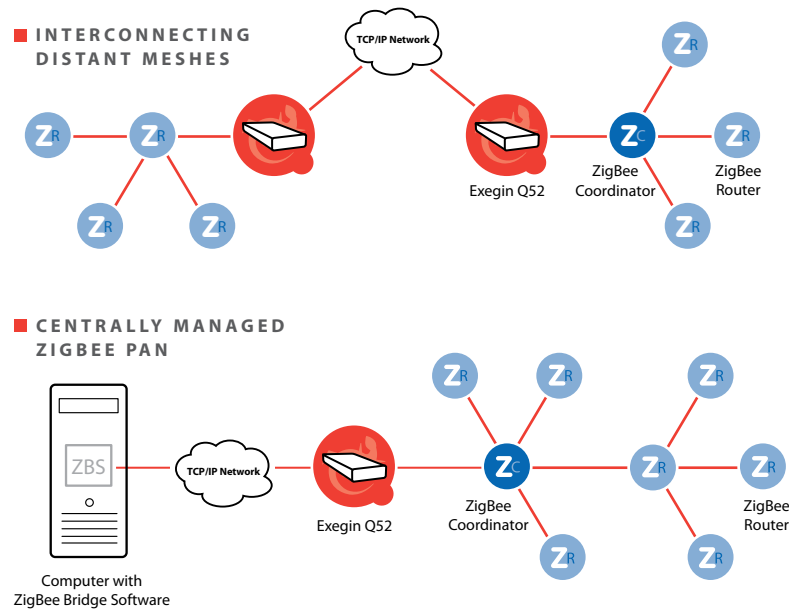 INTERCONNECTING
DISTANT MESHES
TCP/IP Network
ZR
ZR
ZR
ZR
ZR
Exegin Q52
ZC
ZigBee
Coordinator
ZR
ZigBee
Router
ZR
CENTRALLY MANAGED
ZIGBEE PAN
ZR
ZR
ZR
ZBS
TCP/IP Network
Exegin Q52
ZC
ZigBee
Coordinator
ZR
ZR
ZigBee
Router
ZR
ZR
Computer with
ZigBee Bridge Software